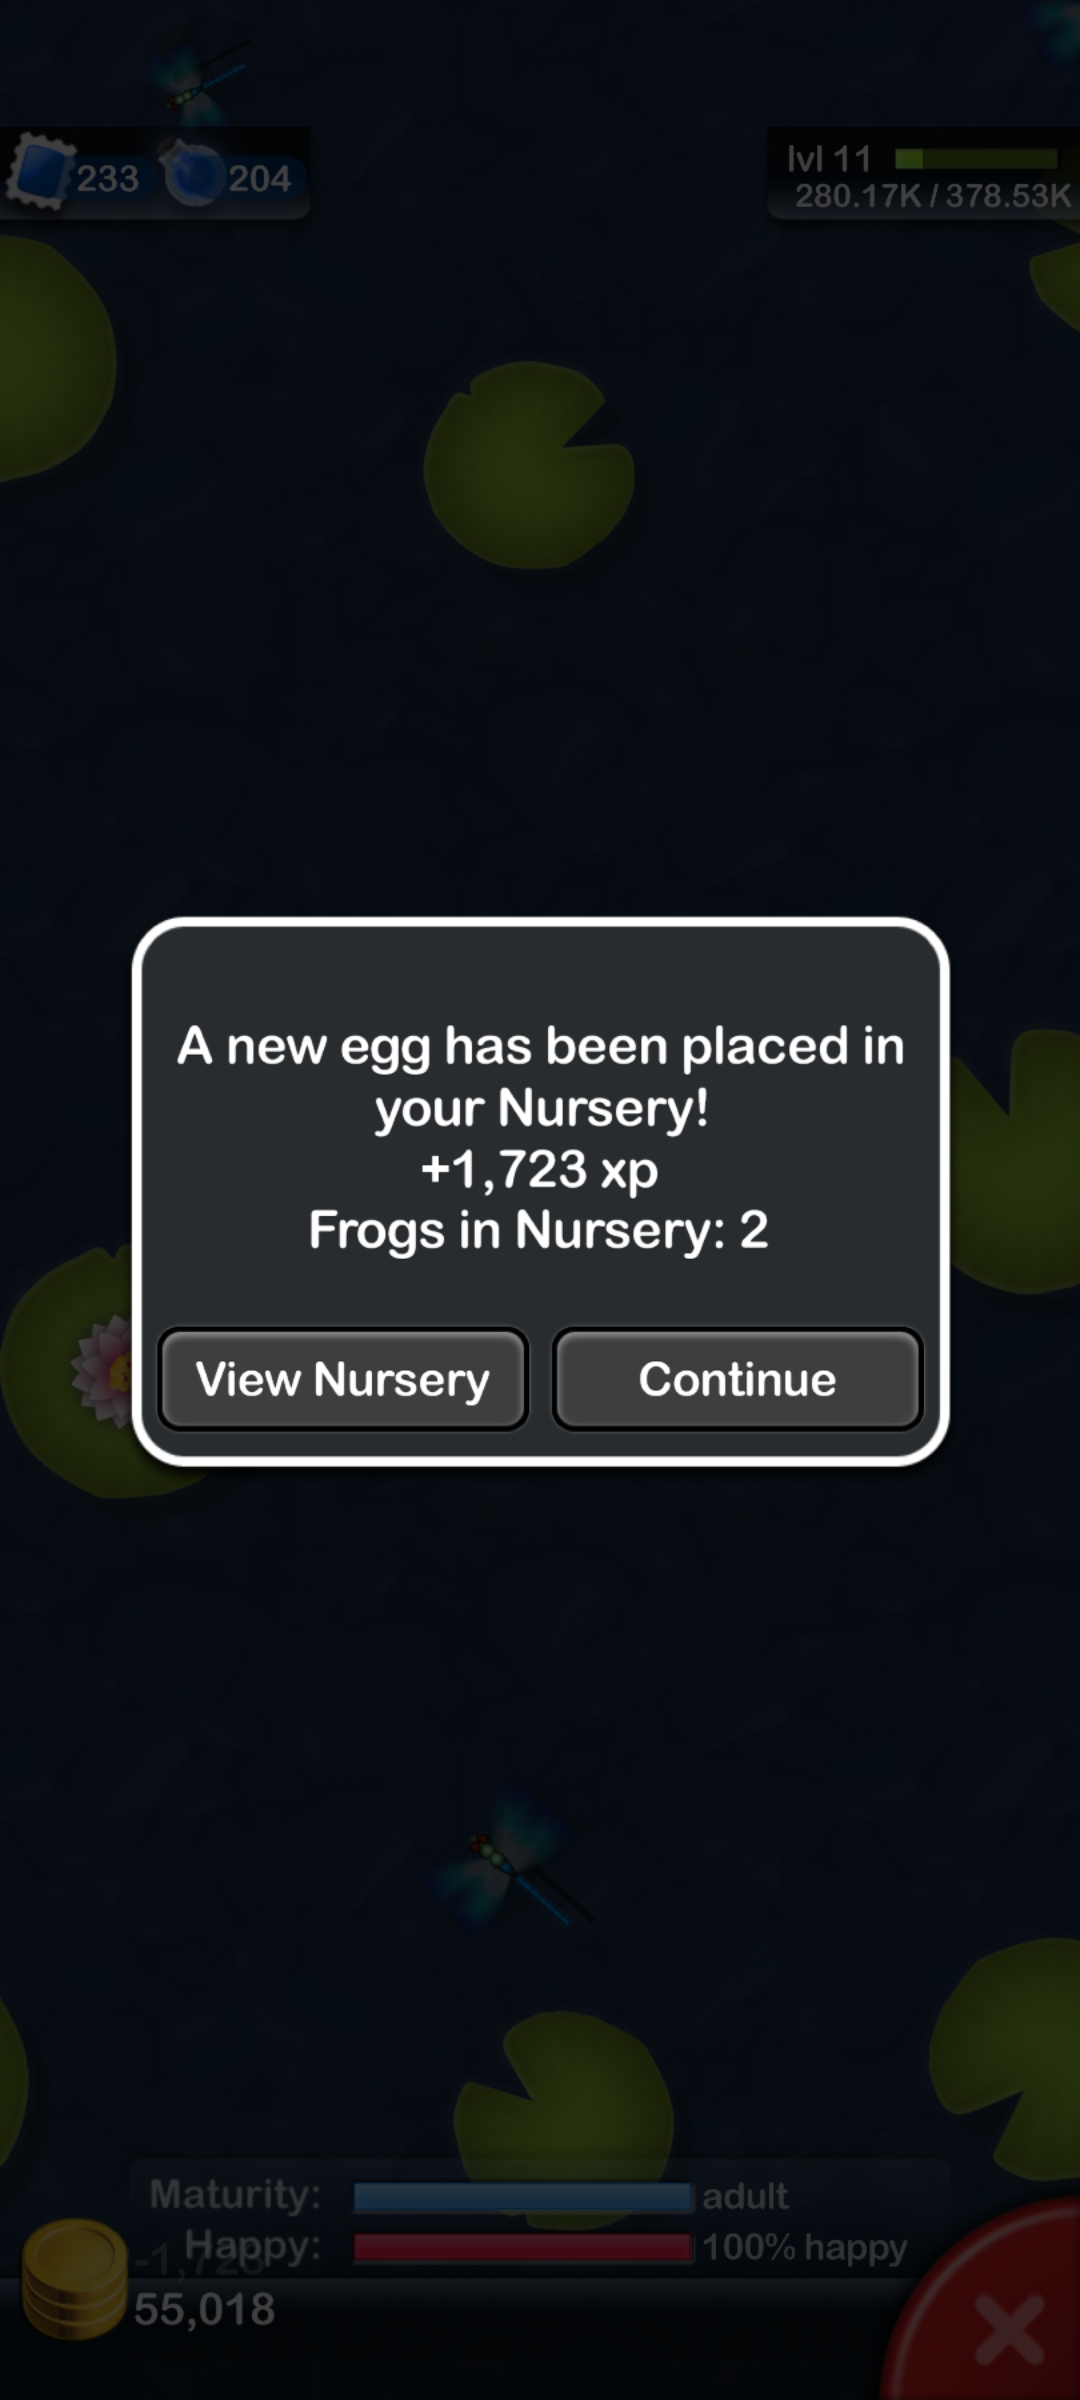 233 204
lvl 11
280.17K / 378.53K
A new egg has been placed in
your Nursery!
+1,723 xp
Frogs in Nursery: 2
View Nursery Continue
Maturity: adult
Happy: 100% happy
55,018